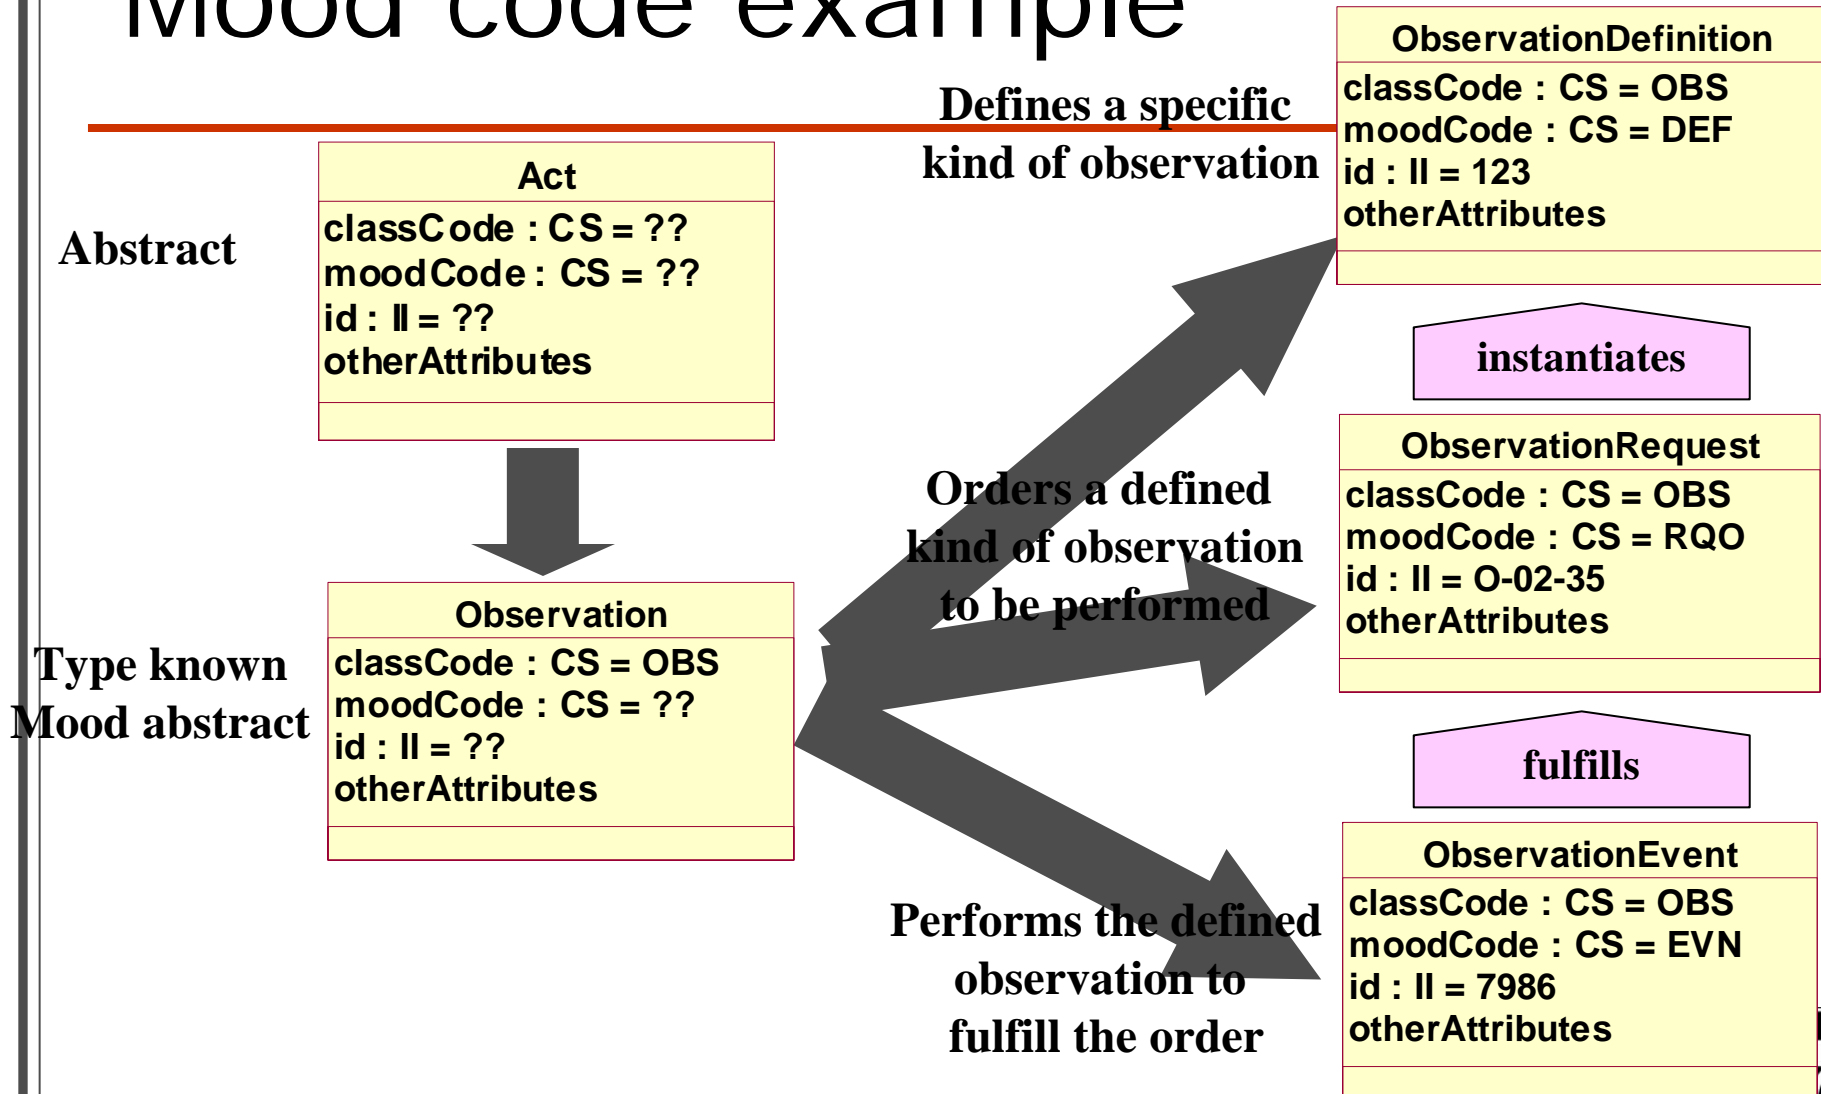 Mood code example
Abstract
Act
classCode : CS = ??
moodCode : CS = ??
id : II = ??
otherAttributes
Type known
Mood abstract
Observation
classCode : CS = OBS
moodCode : CS = ??
id : II = ??
otherAttributes
Defines a specific
kind of observation
ObservationDefinition
classCode : CS = OBS
moodCode : CS = DEF
id : II = 123
otherAttributes
instantiates
Orders a defined
kind of observation
to be performed
ObservationRequest
classCode : CS = OBS
moodCode : CS = RQO
id : II = O-02-35
otherAttributes
fulfills
Performs the defined
observation to
fulfill the order
ObservationEvent
classCode : CS = OBS
moodCode : CS = EVN
id : II = 7986
otherAttributes